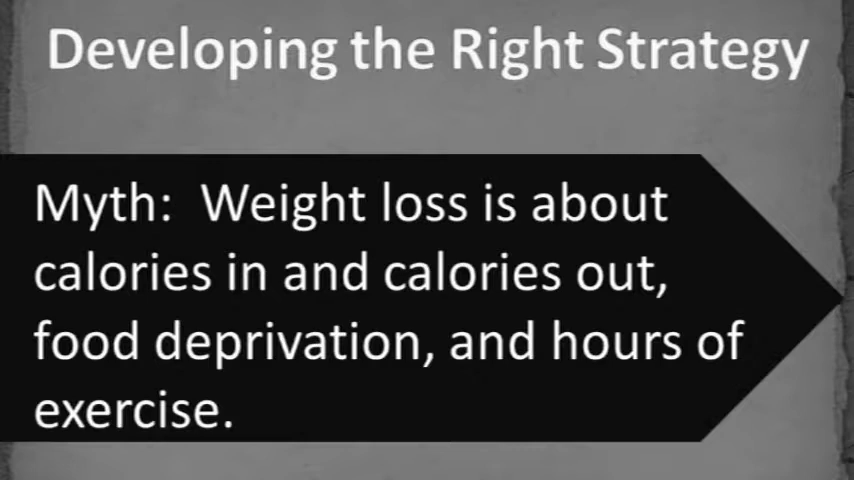 Developing the Right Strategy
Myth:  Weight loss is about
calories in and calories out,
food deprivation, and hours of
exercise.